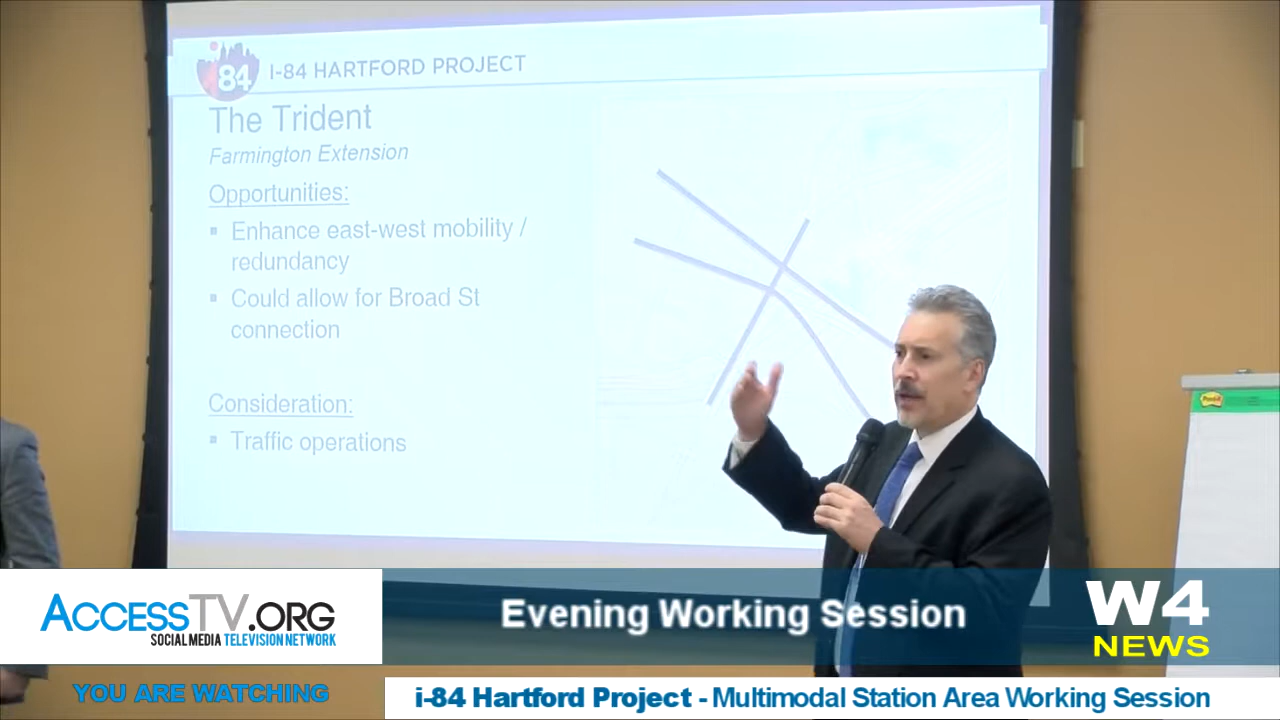 84
I-84 HARTFORD PROJECT
The Trident
Farmington Extension
Opportunities:
▪ Enhance east-west mobility /
redundancy
▪ Could allow for Broad St
connection
Consideration:
▪ Traffic operations
Post-it
ACCESSTV.ORG
SOCIAL MEDIA TELEVISION NETWORK
Evening Working Session
W4
NEWS
YOU ARE WATCHING
i-84 Hartford Project - Multimodal Station Area Working Session